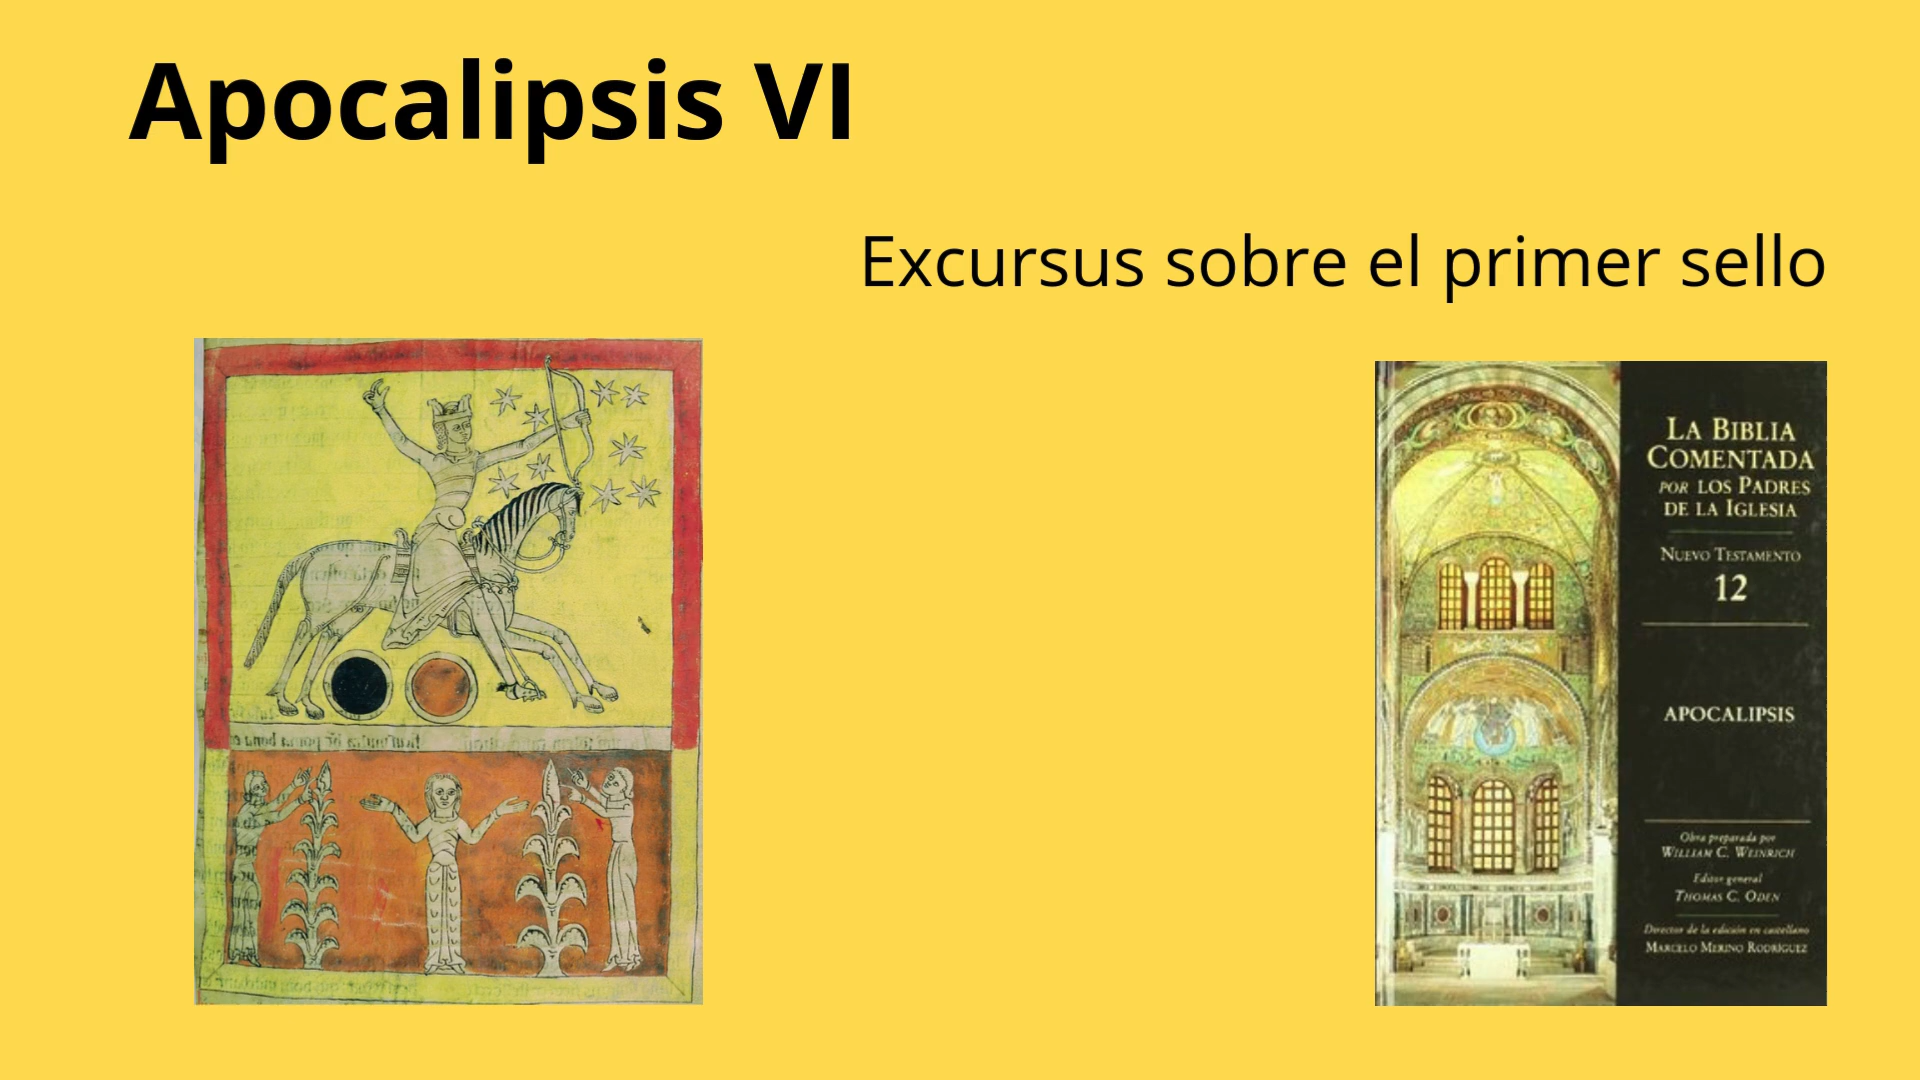 Apocalipsis VI
Excursus sobre el primer sello
LA BIBLIA
COMENTADA
POR LOS PADRES
DE LA IGLESIA
NUEVO TESTAMENTO
12
APOCALIPSIS
Obra preparada por
WILLIAM C. WEINRICH
Editor general
THOMAS C. ODEN
Director de la edición en castellano
MARCELO MERINO RODRÍGUEZ